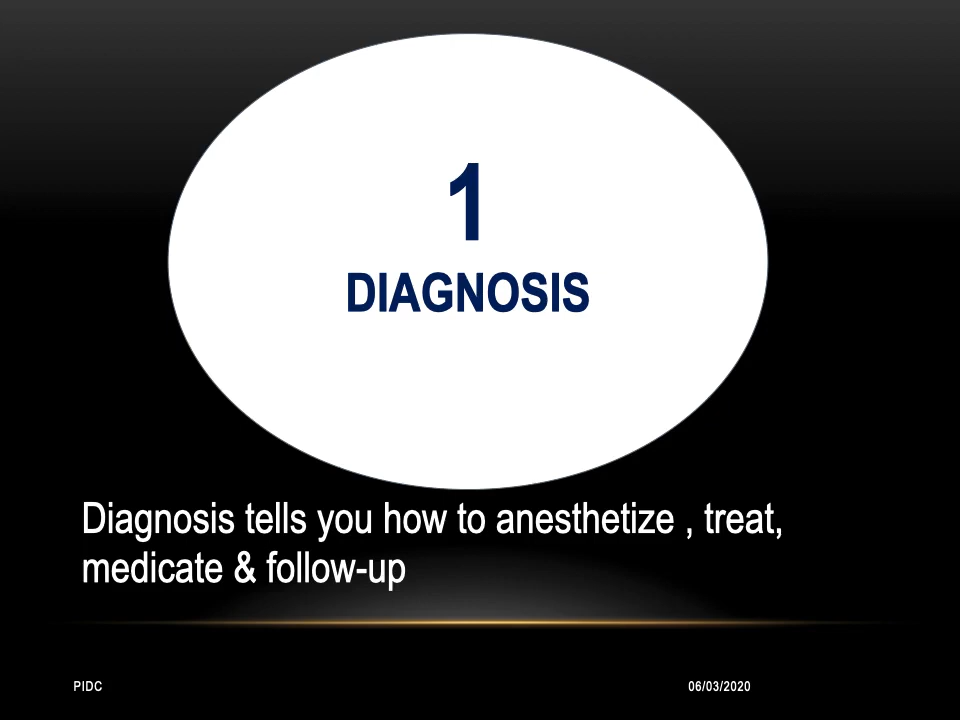 1
DIAGNOSIS
Diagnosis tells you how to anesthetize , treat,
medicate & follow-up
PIDC
06/03/2020